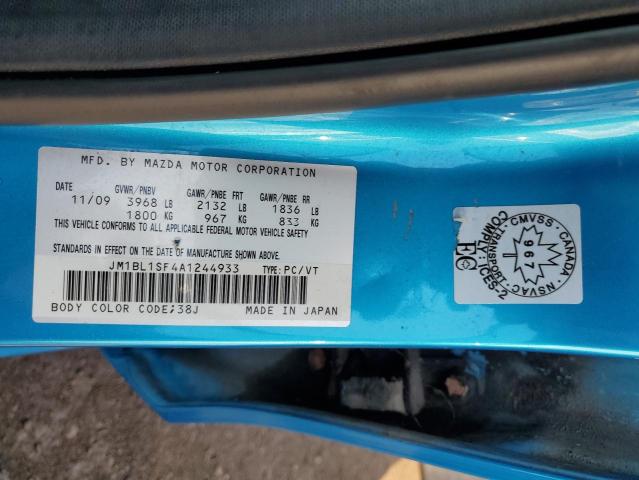 MFD. BY MAZDA MOTOR CORPORATION
DATE GVWR/PNBV GAWR/PNBE FRT GAWR/PNBE RR
11/09 3968 LB 2132 LB 1836 LB
1800 KG 967 KG 833 KG
THIS VEHICLE CONFORMS TO ALL APPLICABLE FEDERAL MOTOR VEHICLE SAFETY
STANDARDS IN EFFECT ON THE DATE OF MANUFACTURE SHOWN ABOVE.
JM1BL1SF4A1244933 TYPE: PC/VT
BODY COLOR CODE;38J MADE IN JAPAN
CMVSS · CANADA · NSVAC · TRANSPORT
967
COMPLY: ICES-2
EC